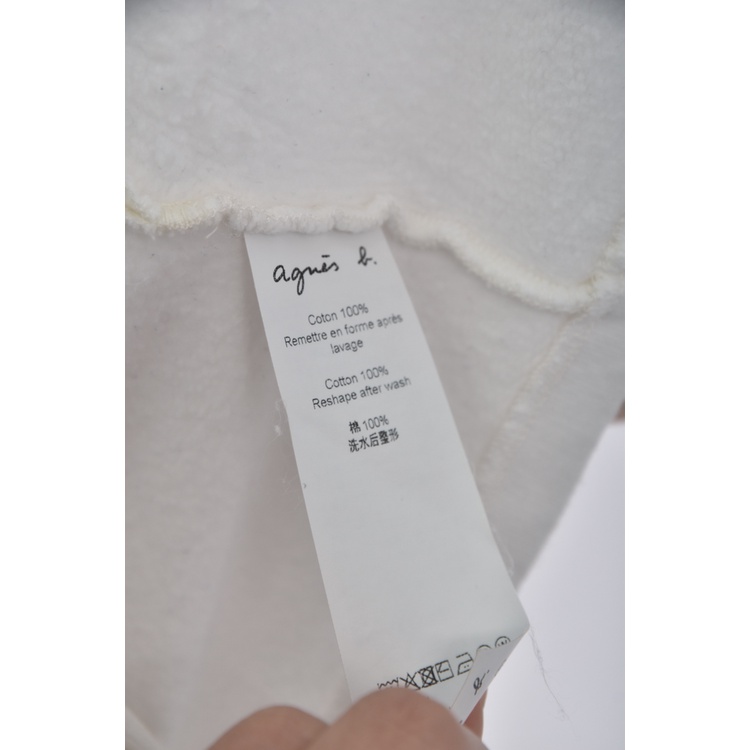 agnès b.
Coton 100%
Remettre en forme après
lavage
Cotton 100%
Reshape after wash
棉 100%
洗水后整形